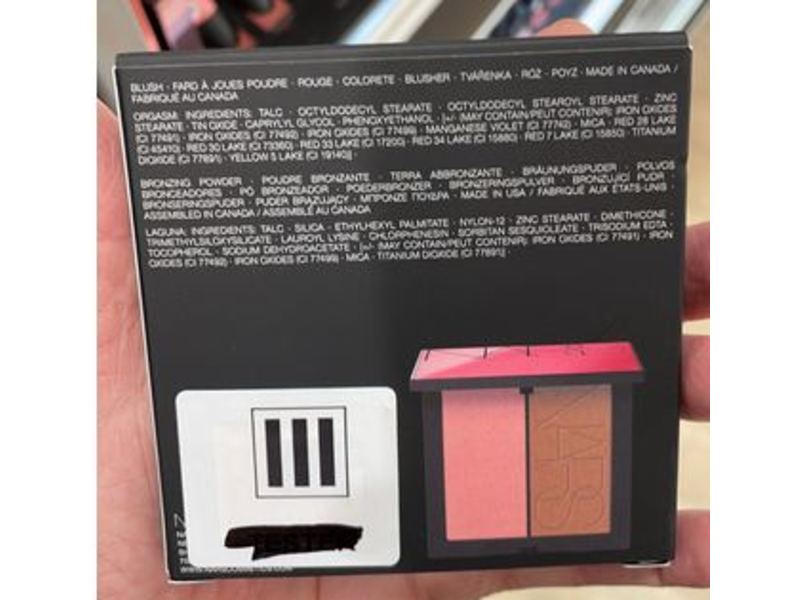 BLUSH · FARD À JOUES POUDRE · ROUGE · COLORETE · BLUSHER · TVÁŘENKA · RÓŻ · ΡΟΥΖ · MADE IN CANADA /
FABRIQUÉ AU CANADA
ORGASM: INGREDIENTS: TALC · OCTYLDODECYL STEARATE · OCTYLDODECYL STEAROYL STEARATE · ZINC
STEARATE · TIN OXIDE · CAPRYLYL GLYCOL · PHENOXYETHANOL · [+/- (MAY CONTAIN/PEUT CONTENIR): IRON OXIDES
(CI 77491) · IRON OXIDES (CI 77492) · IRON OXIDES (CI 77499) · MANGANESE VIOLET (CI 77742) · MICA · RED 28 LAKE
(CI 45410) · RED 30 LAKE (CI 73360) · RED 33 LAKE (CI 17200) · RED 34 LAKE (CI 15880) · RED 7 LAKE (CI 15850) · TITANIUM
DIOXIDE (CI 77891) · YELLOW 5 LAKE (CI 19140)]
BRONZING POWDER · POUDRE BRONZANTE · TERRA ABBRONZANTE · BRÄUNUNGSPUDER · POLVOS
BRONCEADORES · PÓ BRONZEADOR · POEDERBRONZER · BRONZERINGSPULVER · BRONZUJÍCÍ PUDR ·
BRONSERINGSPUDER · PUDER BRĄZUJĄCY · ΜΠΡΟΝΖΕ ΠΟΥΔΡΑ · MADE IN USA / FABRIQUÉ AUX ÉTATS-UNIS ·
ASSEMBLED IN CANADA / ASSEMBLÉ AU CANADA
LAGUNA: INGREDIENTS: TALC · SILICA · ETHYLHEXYL PALMITATE · NYLON-12 · ZINC STEARATE · DIMETHICONE ·
TRIMETHYLSILOXYSILICATE · LAUROYL LYSINE · CHLORPHENESIN · SORBITAN SESQUIOLEATE · TRISODIUM EDTA ·
TOCOPHEROL · SODIUM DEHYDROACETATE · [+/- (MAY CONTAIN/PEUT CONTENIR): IRON OXIDES (CI 77491) · IRON
OXIDES (CI 77492) · IRON OXIDES (CI 77499) · MICA · TITANIUM DIOXIDE (CI 77891)]
NARS
NARS
TESTER